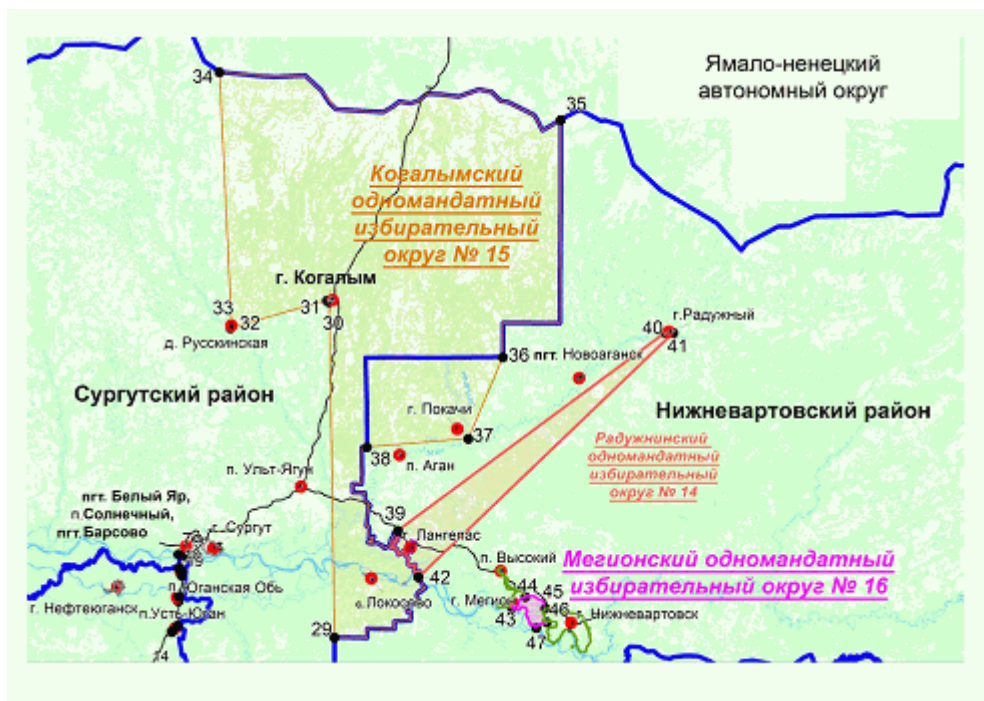 Ямало-ненецкий
автономный округ
34
35
Когалымский
одномандатный
избирательный
округ № 15
г. Когалым
31
30
33
32
д. Русскинская
40
г.Радужный
41
36
пгт. Новоаганск
Сургутский район
Нижневартовский район
г. Покачи
37
38
п. Аган
Радужнинский
одномандатный
избирательный
округ № 14
п. Ульт-Ягун
пгт. Белый Яр,
п.Солнечный,
пгт.Барсово
г. Сургут
39
Лангепас
п. Высокий
Мегионский одномандатный
избирательный округ № 16
42
44
45
46
43
47
г. Мегион
г. Нижневартовск
п.Юганская Обь
г. Нефтеюганск
п.Усть-Юган
с.Локосово
29
14